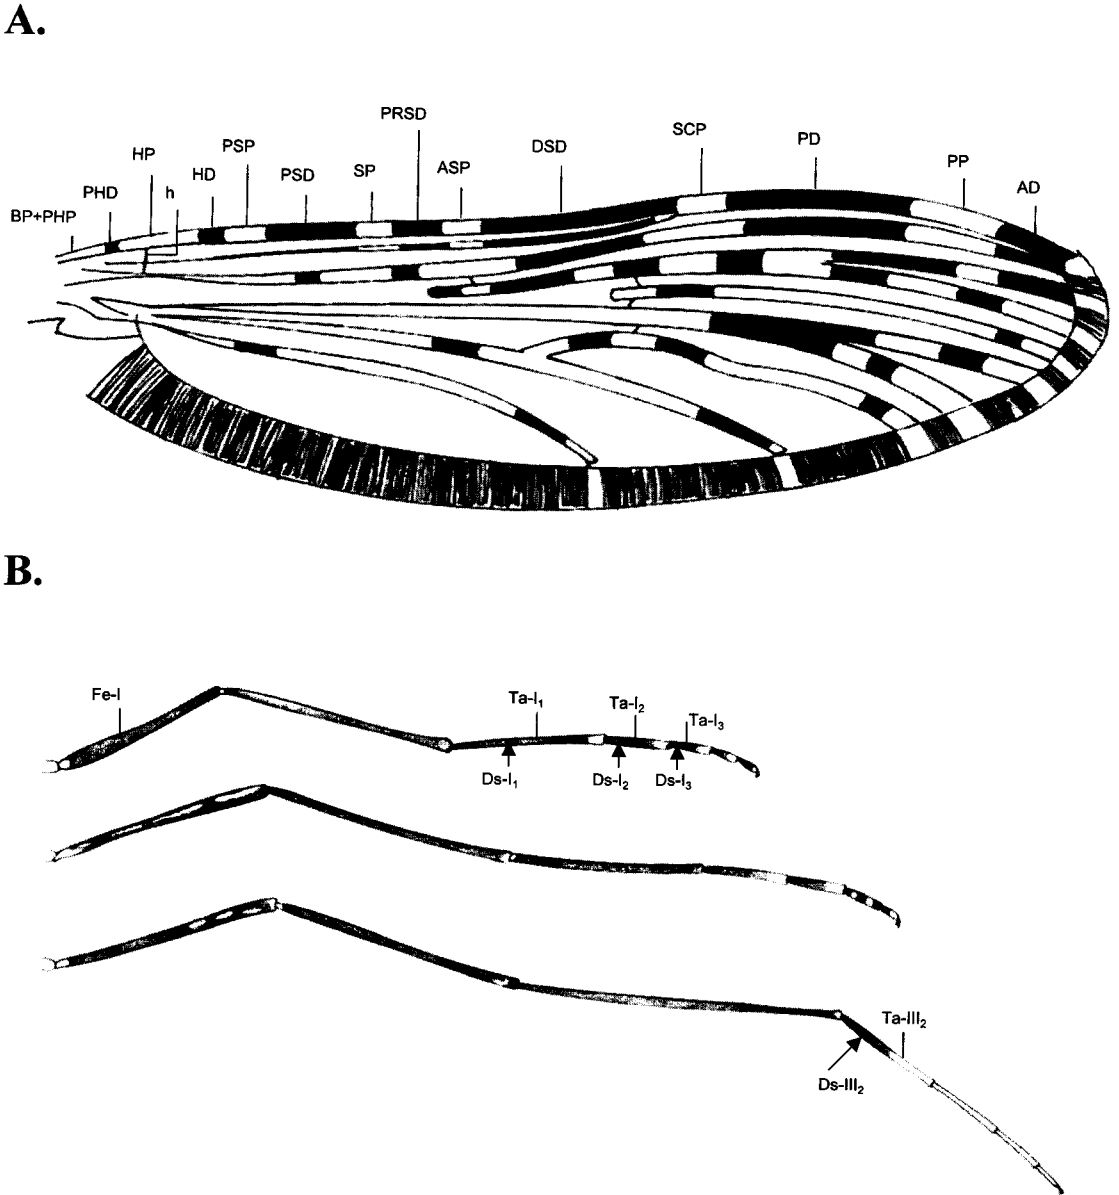 A.
PRSD
SCP
PD
DSD
PSP
HP
PP
ASP
SP
PSD
HD
h
AD
PHD
BP+PHP
B.
Fe-I
Ta-I₁
Ta-I₂
Ta-I₃
Ds-I₁
Ds-I₂
Ds-I₃
Ta-III₂
Ds-III₂